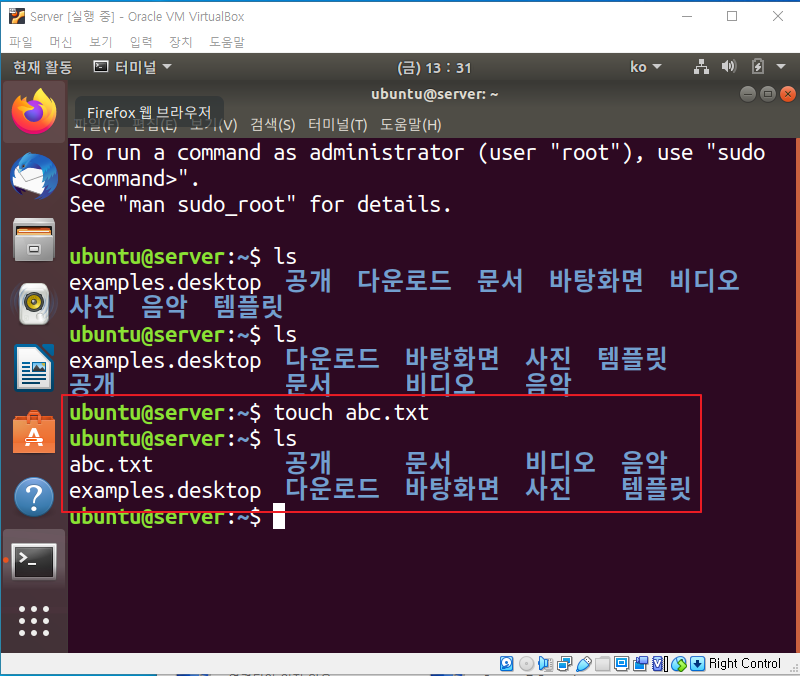 Server [실행 중] - Oracle VM VirtualBox
파일 머신 보기 입력 장치 도움말
현재 활동 터미널 (금) 13 : 31 ko
ubuntu@server: ~
Firefox 웹 브라우저
파일(F) 편집(E) 보기(V) 검색(S) 터미널(T) 도움말(H)
To run a command as administrator (user "root"), use "sudo
<command>".
See "man sudo_root" for details.
ubuntu@server:~$ ls
examples.desktop 공개 다운로드 문서 바탕화면 비디오
사진 음악 템플릿
ubuntu@server:~$ ls
examples.desktop 다운로드 바탕화면 사진 템플릿
공개 문서 비디오 음악
ubuntu@server:~$ touch abc.txt
ubuntu@server:~$ ls
abc.txt 공개 문서 비디오 음악
examples.desktop 다운로드 바탕화면 사진 템플릿
ubuntu@server:~$
Right Control